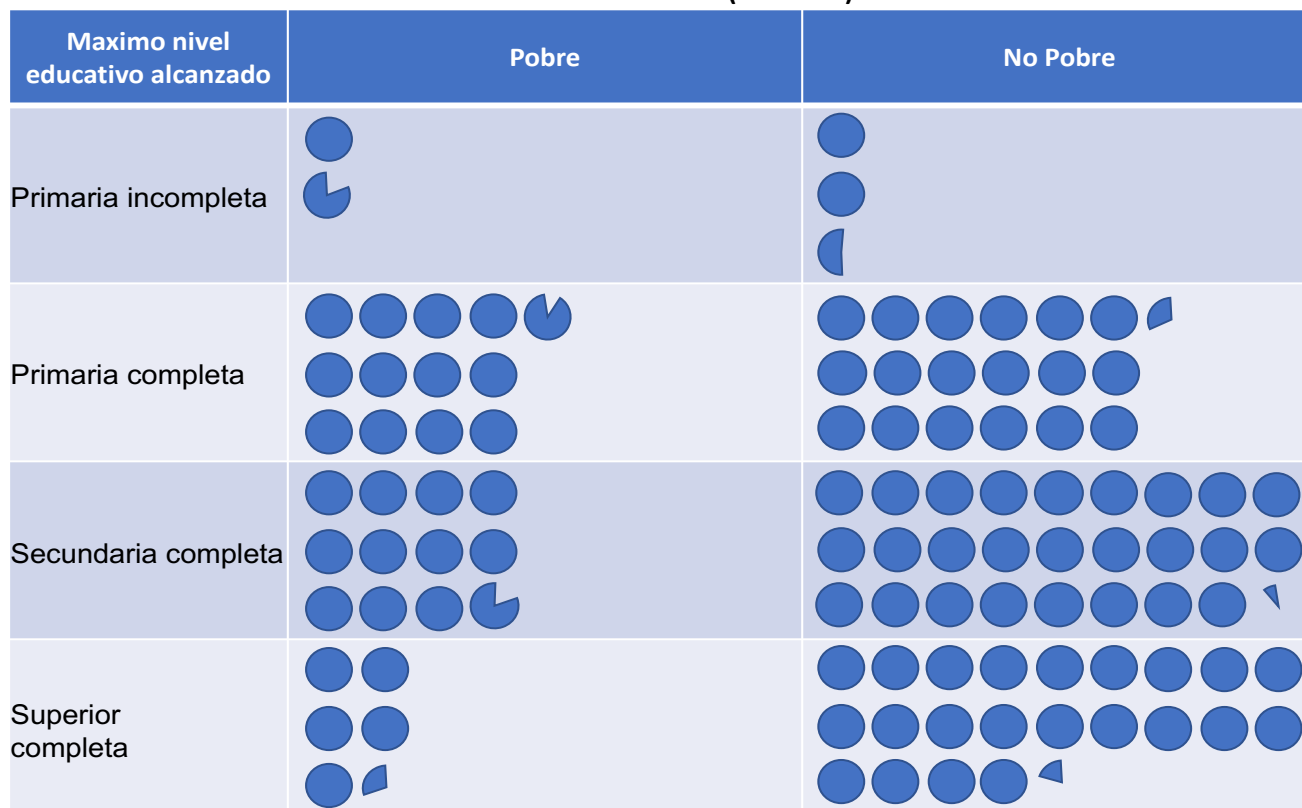 Maximo nivel
educativo alcanzado
Pobre
No Pobre
Primaria incompleta
Primaria completa
Secundaria completa
Superior
completa